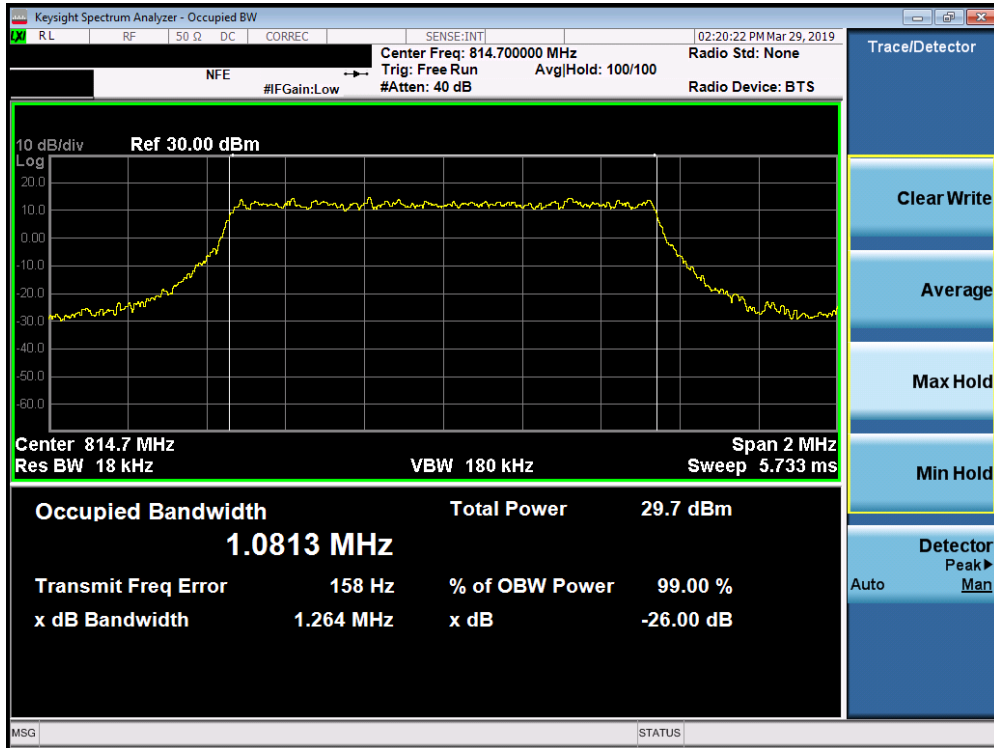 Keysight Spectrum Analyzer - Occupied BW
LXI RL RF 50 Ω DC CORREC SENSE:INT 02:20:22 PM Mar 29, 2019
Center Freq: 814.700000 MHz Radio Std: None
NFE Trig: Free Run Avg|Hold: 100/100
#IFGain:Low #Atten: 40 dB Radio Device: BTS
10 dB/div Ref 30.00 dBm
Log
20.0
10.0
0.00
-10.0
-20.0
-30.0
-40.0
-50.0
-60.0
Center 814.7 MHz Span 2 MHz
Res BW 18 kHz VBW 180 kHz Sweep 5.733 ms
Occupied Bandwidth Total Power 29.7 dBm
1.0813 MHz
Transmit Freq Error 158 Hz % of OBW Power 99.00 %
x dB Bandwidth 1.264 MHz x dB -26.00 dB
MSG STATUS
Trace/Detector
Clear Write
Average
Max Hold
Min Hold
Detector
Peak▶
Auto Man